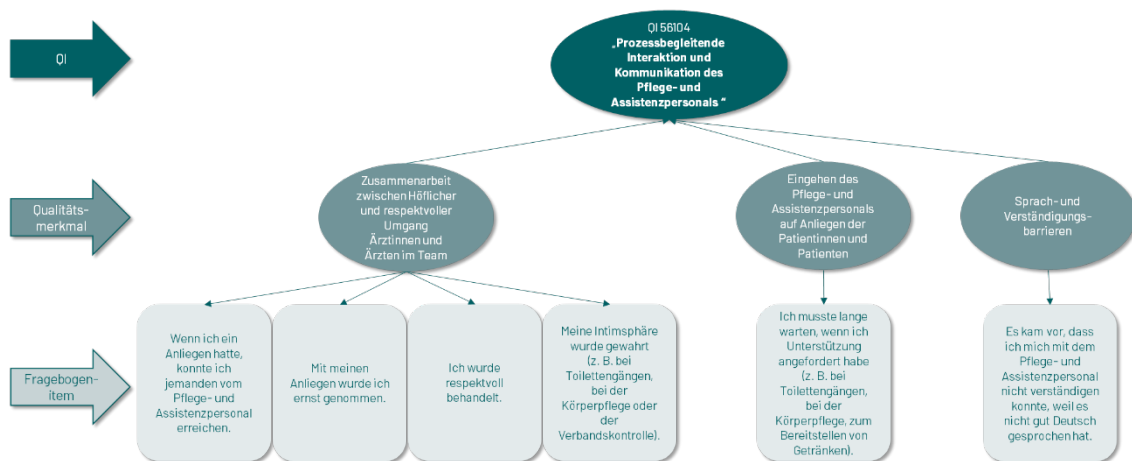 QI
QI 56104
„Prozessbegleitende
Interaktion und
Kommunikation des
Pflege- und
Assistenzpersonals “
Qualitäts-
merkmal
Zusammenarbeit
zwischen Höflicher
und respektvoller
Umgang
Ärztinnen und
Ärzten im Team
Eingehen des
Pflege- und
Assistenzpersonals
auf Anliegen der
Patientinnen und
Patienten
Sprach- und
Verständigungs-
barrieren
Fragebogen-
item
Wenn ich ein
Anliegen hatte,
konnte ich
jemanden vom
Pflege- und
Assistenzpersonal
erreichen.
Mit meinen
Anliegen wurde ich
ernst genommen.
Ich wurde
respektvoll
behandelt.
Meine Intimsphäre
wurde gewahrt
(z. B. bei
Toilettengängen,
bei der
Körperpflege oder
der
Verbandskontrolle).
Ich musste lange
warten, wenn ich
Unterstützung
angefordert habe
(z. B. bei
Toilettengängen,
bei der
Körperpflege, zum
Bereitstellen von
Getränken).
Es kam vor, dass
ich mich mit dem
Pflege- und
Assistenzpersonal
nicht verständigen
konnte, weil es
nicht gut Deutsch
gesprochen hat.